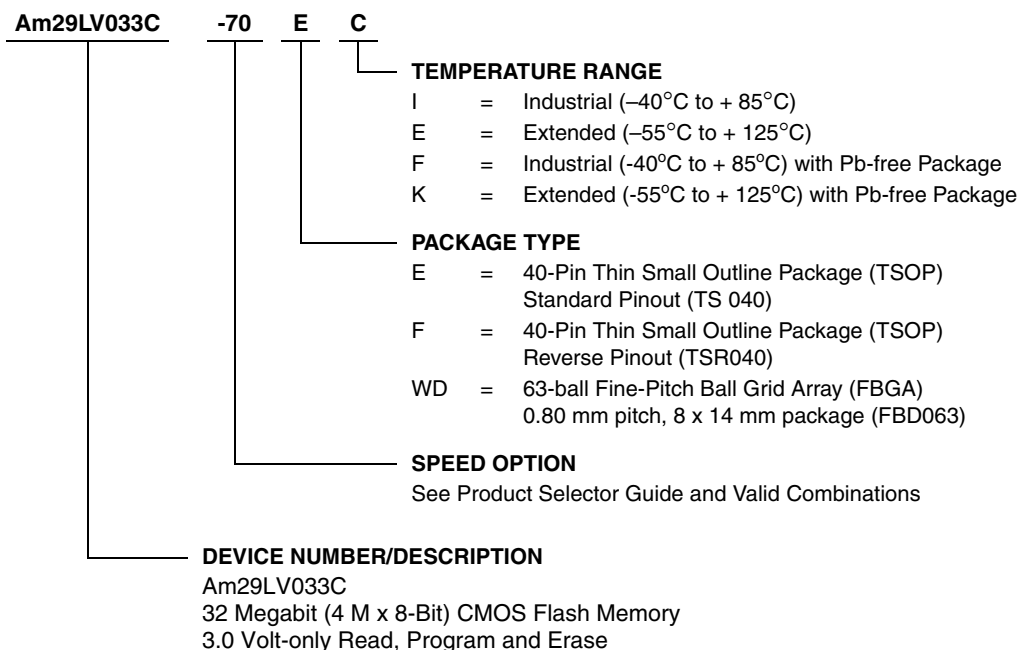 Am29LV033C -70 E C
TEMPERATURE RANGE
I = Industrial (–40°C to + 85°C)
E = Extended (–55°C to + 125°C)
F = Industrial (-40°C to + 85°C) with Pb-free Package
K = Extended (-55°C to + 125°C) with Pb-free Package
PACKAGE TYPE
E = 40-Pin Thin Small Outline Package (TSOP)
Standard Pinout (TS 040)
F = 40-Pin Thin Small Outline Package (TSOP)
Reverse Pinout (TSR040)
WD = 63-ball Fine-Pitch Ball Grid Array (FBGA)
0.80 mm pitch, 8 x 14 mm package (FBD063)
SPEED OPTION
See Product Selector Guide and Valid Combinations
DEVICE NUMBER/DESCRIPTION
Am29LV033C
32 Megabit (4 M x 8-Bit) CMOS Flash Memory
3.0 Volt-only Read, Program and Erase